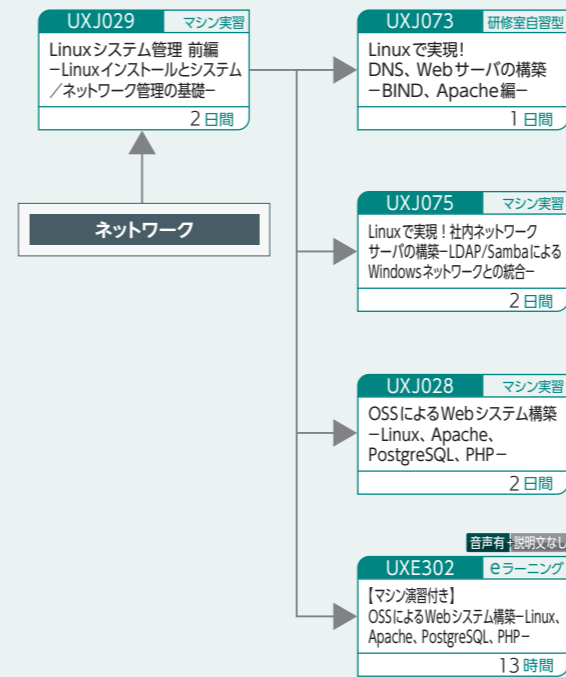 UXJ029 マシン実習
Linuxシステム管理 前編
−Linuxインストールとシステム
／ネットワーク管理の基礎−
2日間
ネットワーク
UXJ073 研修室自習型
Linuxで実現!
DNS、Webサーバの構築
−BIND、Apache編−
1日間
UXJ075 マシン実習
Linuxで実現！社内ネットワーク
サーバの構築−LDAP/Sambaによる
Windowsネットワークとの統合−
2日間
UXJ028 マシン実習
OSSによるWebシステム構築
−Linux、Apache、
PostgreSQL、PHP−
2日間
音声有+説明文なし
UXE302 eラーニング
【マシン演習付き】
OSSによるWebシステム構築−Linux、
Apache、PostgreSQL、PHP−
13時間